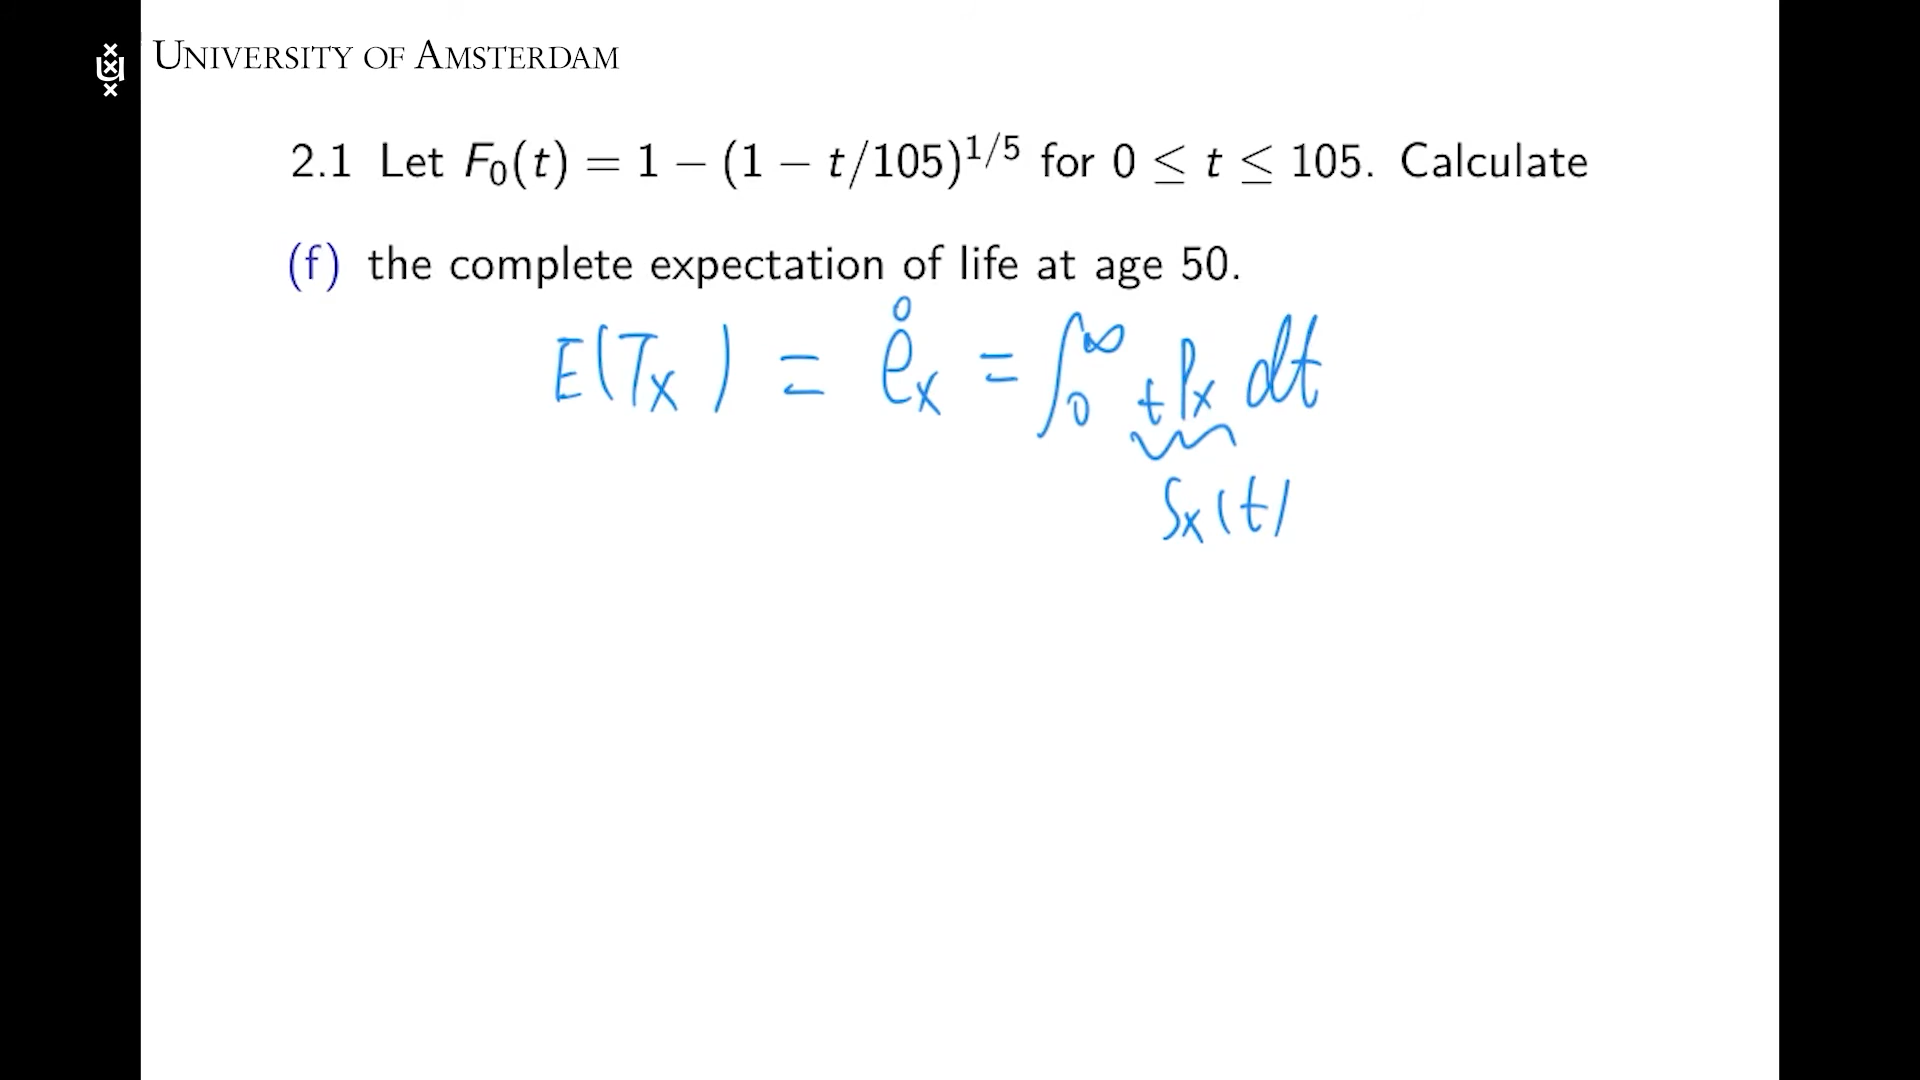 UNIVERSITY OF AMSTERDAM
2.1 Let F₀(t) = 1 − (1 − t/105)^{1/5} for 0 ≤ t ≤ 105. Calculate
(f) the complete expectation of life at age 50.
E(Tₓ) = e̊ₓ = ∫₀^∞ ₜpₓ dt
Sₓ(t)